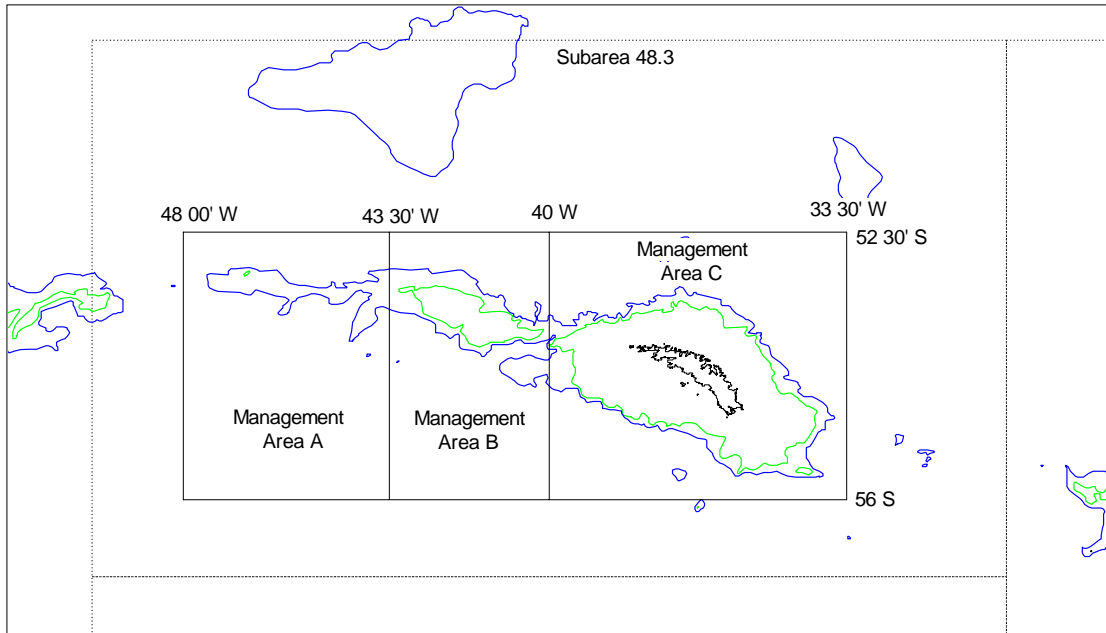 Subarea 48.3
48 00' W
43 30' W
40 W
33 30' W
52 30' S
Management
Area C
Management
Area A
Management
Area B
56 S